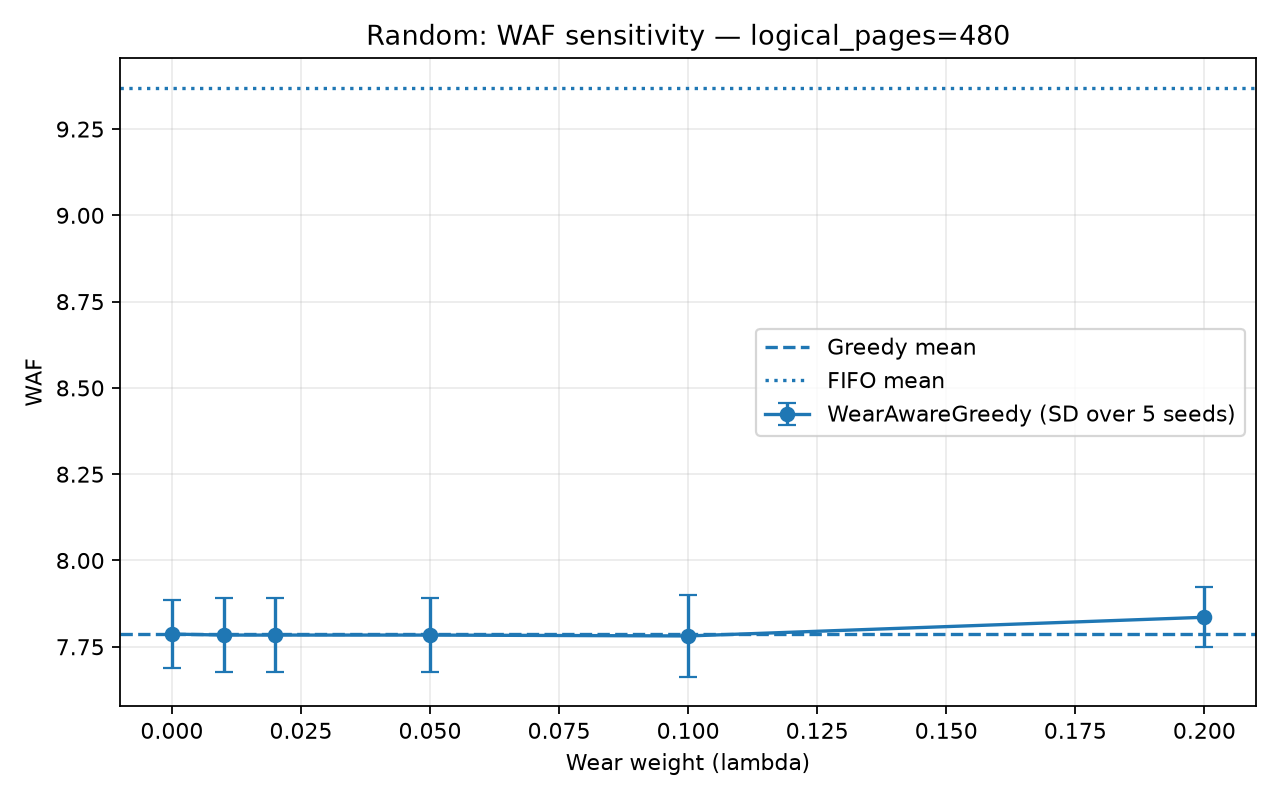 Random: WAF sensitivity — logical_pages=480
9.25
9.00
8.75
8.50
8.25
8.00
7.75
WAF
Greedy mean
FIFO mean
WearAwareGreedy (SD over 5 seeds)
0.000 0.025 0.050 0.075 0.100 0.125 0.150 0.175 0.200
Wear weight (lambda)